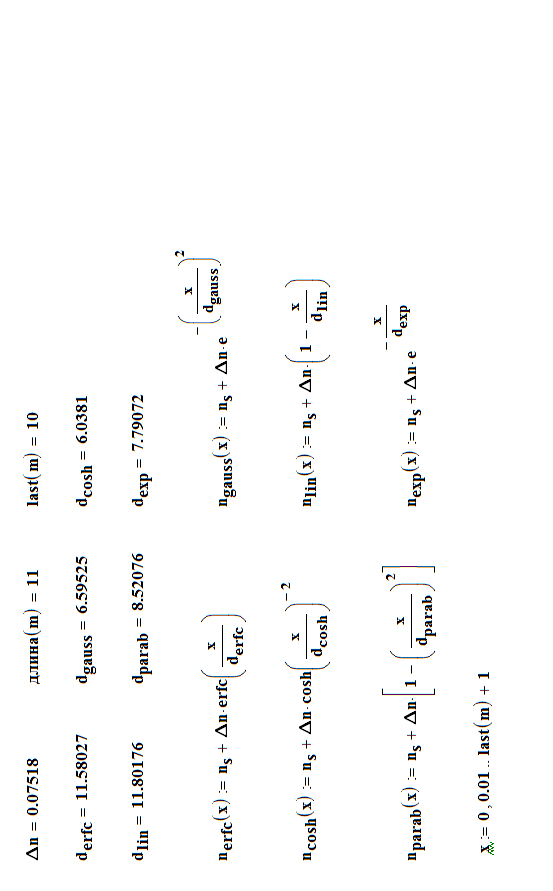 Δn = 0.07518 длина(m) = 11 last(m) = 10
d_erfc = 11.58027 d_gauss = 6.59525 d_cosh = 6.0381
d_lin = 11.80176 d_parab = 8.52076 d_exp = 7.79072
n_erfc(x) := n_s + Δn·erfc(x/d_erfc) n_gauss(x) := n_s + Δn·e^(-(x/d_gauss)^2)
n_cosh(x) := n_s + Δn·cosh(x/d_cosh)^(-2) n_lin(x) := n_s + Δn·(1 - x/d_lin)
n_parab(x) := n_s + Δn·[1 - (x/d_parab)^2] n_exp(x) := n_s + Δn·e^(-x/d_exp)
x := 0 , 0.01 .. last(m) + 1